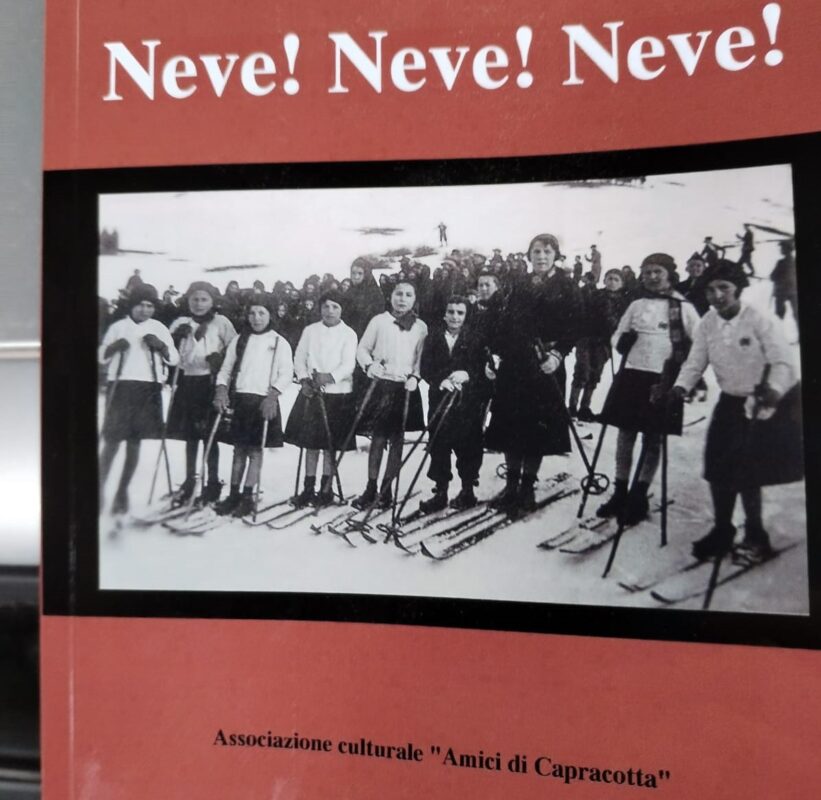 Neve! Neve! Neve!
Associazione culturale "Amici di Capracotta"